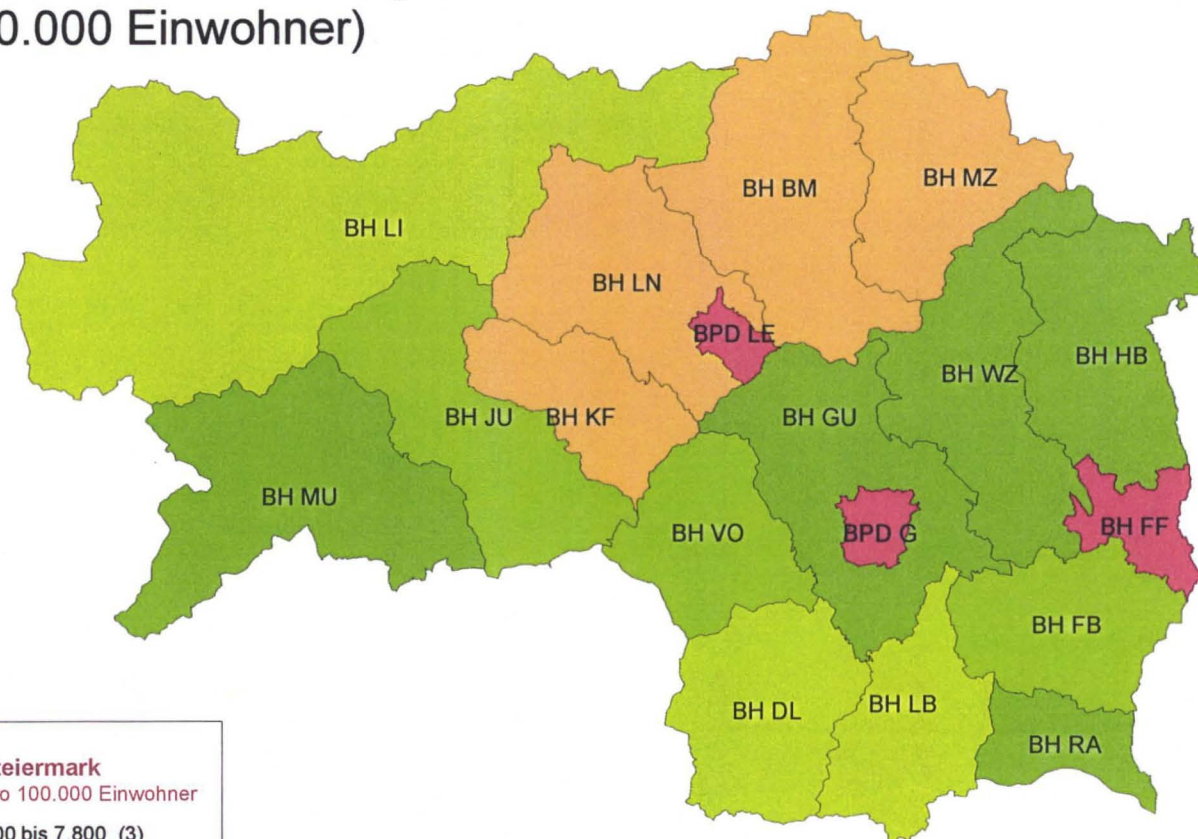 0.000 Einwohner)
BH BM
BH MZ
BH LI
BH LN
BPD LE
BH HB
BH WZ
BH JU
BH KF
BH GU
BH MU
BH VO
BPD G
BH FF
BH FB
BH DL
BH LB
BH RA
teiermark
o 100.000 Einwohner
00 bis 7.800 (3)